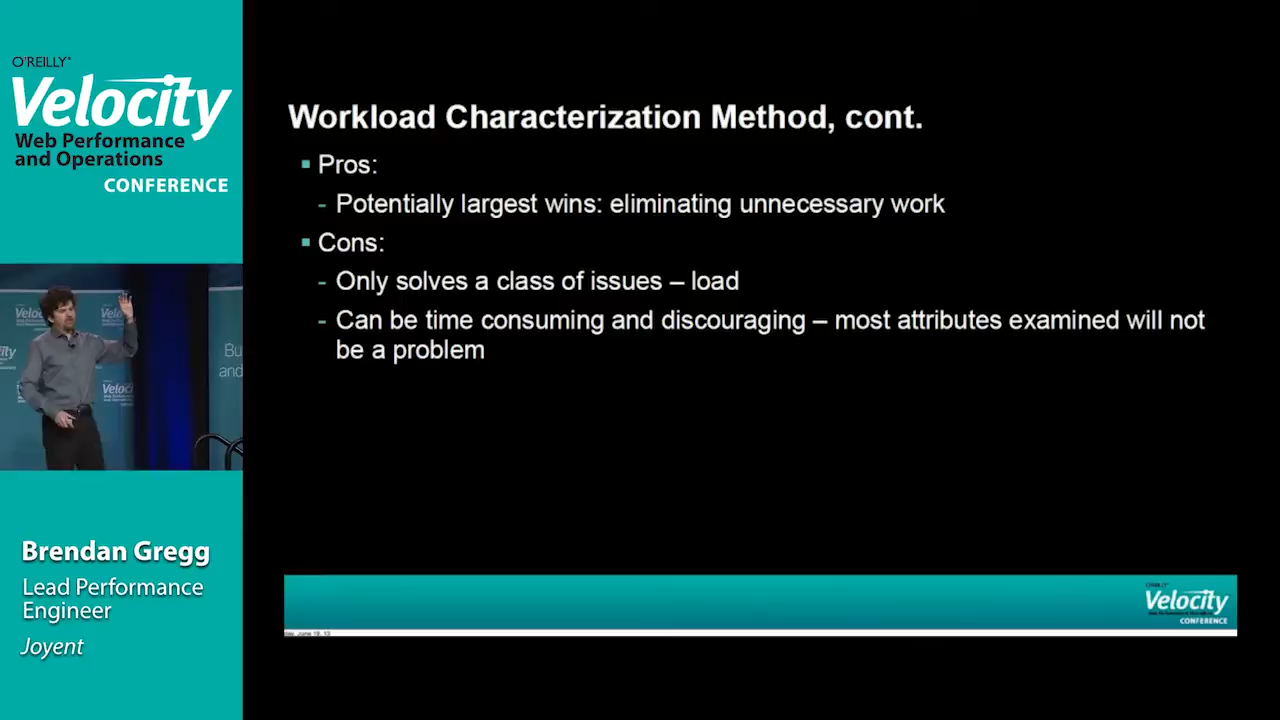 O'REILLY®
Velocity
Web Performance
and Operations
CONFERENCE
Velocity
Brendan Gregg
Lead Performance
Engineer
Joyent
Workload Characterization Method, cont.
▪ Pros:
- Potentially largest wins: eliminating unnecessary work
▪ Cons:
- Only solves a class of issues – load
- Can be time consuming and discouraging – most attributes examined will not
be a problem
O'REILLY®
Velocity
CONFERENCE